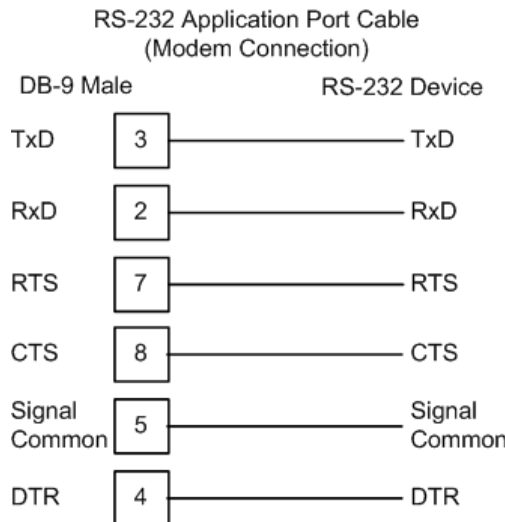 RS-232 Application Port Cable
(Modem Connection)
DB-9 Male RS-232 Device
TxD 3 TxD
RxD 2 RxD
RTS 7 RTS
CTS 8 CTS
Signal Common 5 Signal Common
DTR 4 DTR